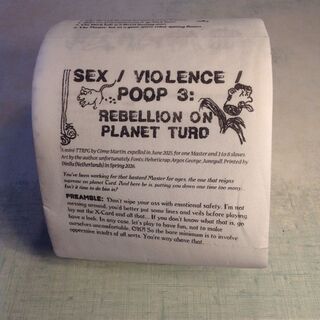 SEX / VIOLENCE /
POOP 3:
REBELLION ON
PLANET TURD
A mini-TTRPG by Côme Martin, expelled in June 2025, for one Master and 3 to 8 slaves
Art by the author, unfortunately. Fonts: Helveticrap, Argos George, Junegull. Printed by
Drella (Netherlands) in Spring 2026.
You've been working for that bastard Master for ages, the one that reigns
supreme on planet Turd. And here he is, putting you down one time too many.
Isn't it time to do him in?
PREAMBLE: Don't wipe your ass with emotional safety. I'm not
messing around, you'd better put some lines and veils before playing
lay out the X-Card and all that... If you don't know what that is, go
have a look. In any case, let's play to have fun, not to make
ourselves uncomfortable, OK?! So the bare minimum is to involve
oppressive insults of all sorts. You're way above that.